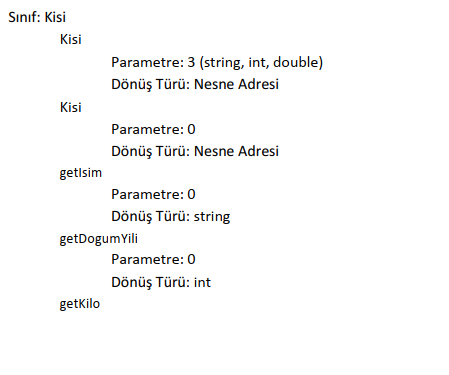 Sınıf: Kisi
Kisi
Parametre: 3 (string, int, double)
Dönüş Türü: Nesne Adresi
Kisi
Parametre: 0
Dönüş Türü: Nesne Adresi
getIsim
Parametre: 0
Dönüş Türü: string
getDogumYili
Parametre: 0
Dönüş Türü: int
getKilo